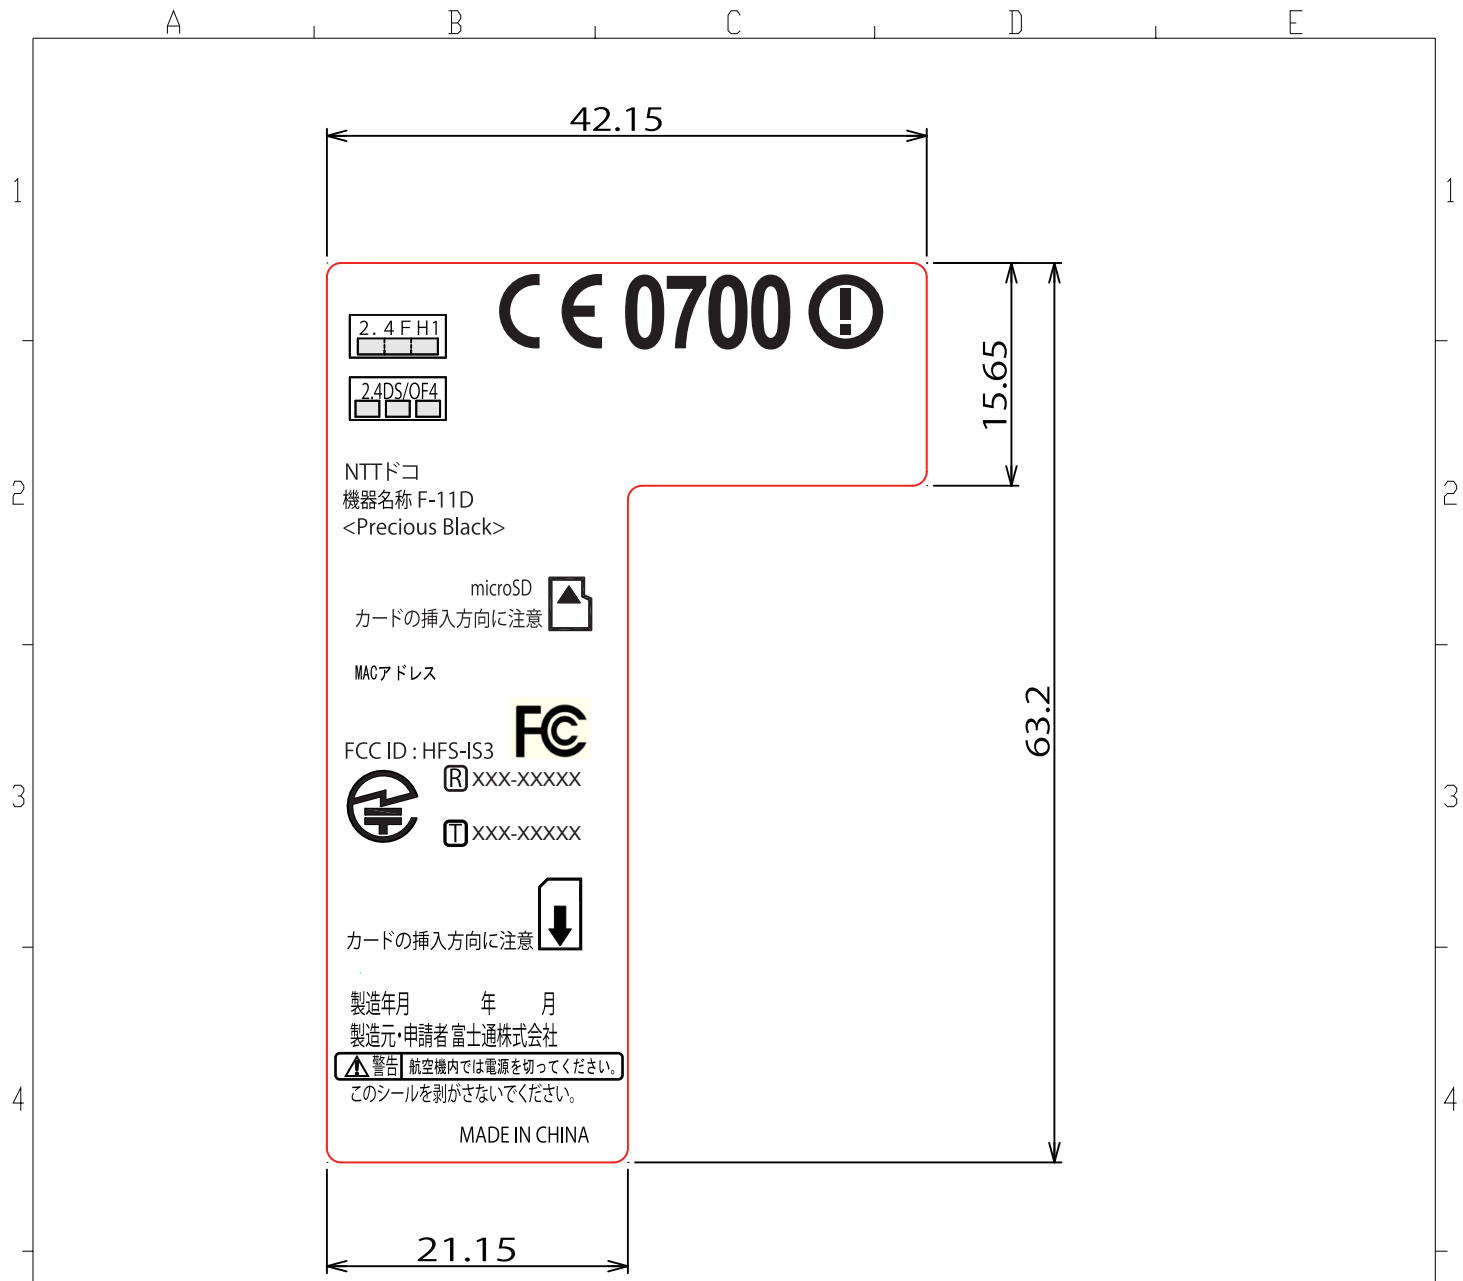 A B C D E
42.15
1 1
CE 0700
2.4FH1
2.4DS/OF4
15.65
NTTドコ
2 2
機器名称 F-11D
<Precious Black>
microSD
カードの挿入方向に注意
MACアドレス
63.2
FC
FCC ID : HFS-IS3
R XXX-XXXXX
3 3
T XXX-XXXXX
カードの挿入方向に注意
製造年月 年 月
製造元・申請者 富士通株式会社
警告 航空機内では電源を切ってください。
このシールを剥がさないでください。
4 4
MADE IN CHINA
21.15